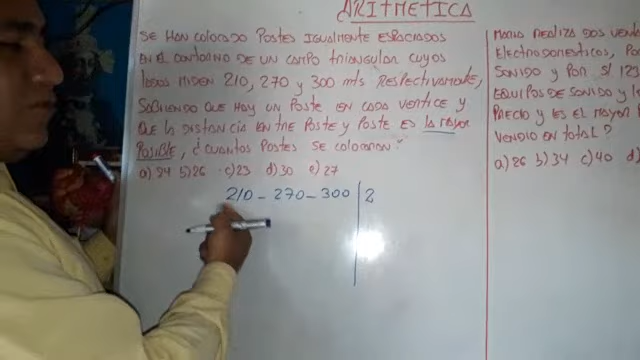 ARITMETICA
SE HAN COLOCADO POSTES IGUALMENTE ESPACIADOS
EN EL CONTORNO DE UN CAMPO TRIANGULAR CUYOS
LADOS MIDEN 210, 270 y 300 mts RESPECTIVAMENTE,
SABIENDO QUE HAY UN POSTE EN CADA VERTICE y
QUE LA DISTANCIA ENTRE POSTE y POSTE ES LA MAYOR
POSIBLE, ¿CUANTOS POSTES SE COLOCARON?
a) 24 b) 26 c) 23 d) 30 e) 27
210 - 270 - 300 | 2
MARIO REALIZA DOS
ELECTRODOMESTICOS,
SONIDO y POR S/ 123
EQUIPOS DE SONIDO y
PRECIO y ES EL MAYOR
VENDIO EN TOTAL?
a) 26 b) 34 c) 40 d)